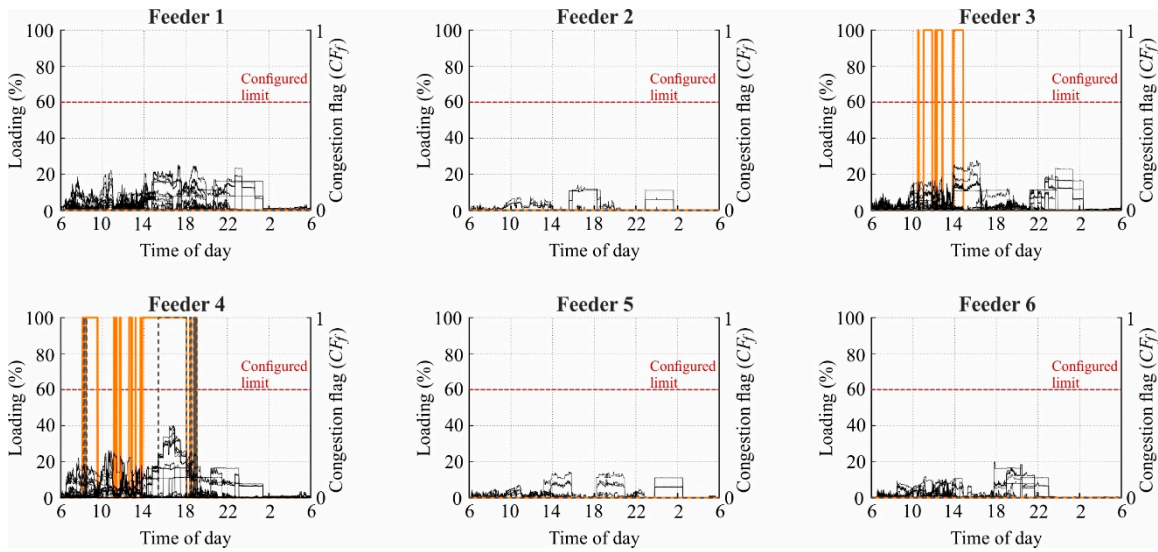 Feeder 1
Feeder 2
Feeder 3
100
80
60
40
20
0
Loading (%)
Configured
limit
1
0
Congestion flag (CFf)
6 10 14 18 22 2 6
Time of day
100
80
60
40
20
0
Loading (%)
Configured
limit
1
0
Congestion flag (CFf)
6 10 14 18 22 2 6
Time of day
100
80
60
40
20
0
Loading (%)
Configured
limit
1
0
Congestion flag (CFf)
6 10 14 18 22 2 6
Time of day
Feeder 4
Feeder 5
Feeder 6
100
80
60
40
20
0
Loading (%)
Configured
limit
1
0
Congestion flag (CFf)
6 10 14 18 22 2 6
Time of day
100
80
60
40
20
0
Loading (%)
Configured
limit
1
0
Congestion flag (CFf)
6 10 14 18 22 2 6
Time of day
100
80
60
40
20
0
Loading (%)
Configured
limit
1
0
Congestion flag (CFf)
6 10 14 18 22 2 6
Time of day